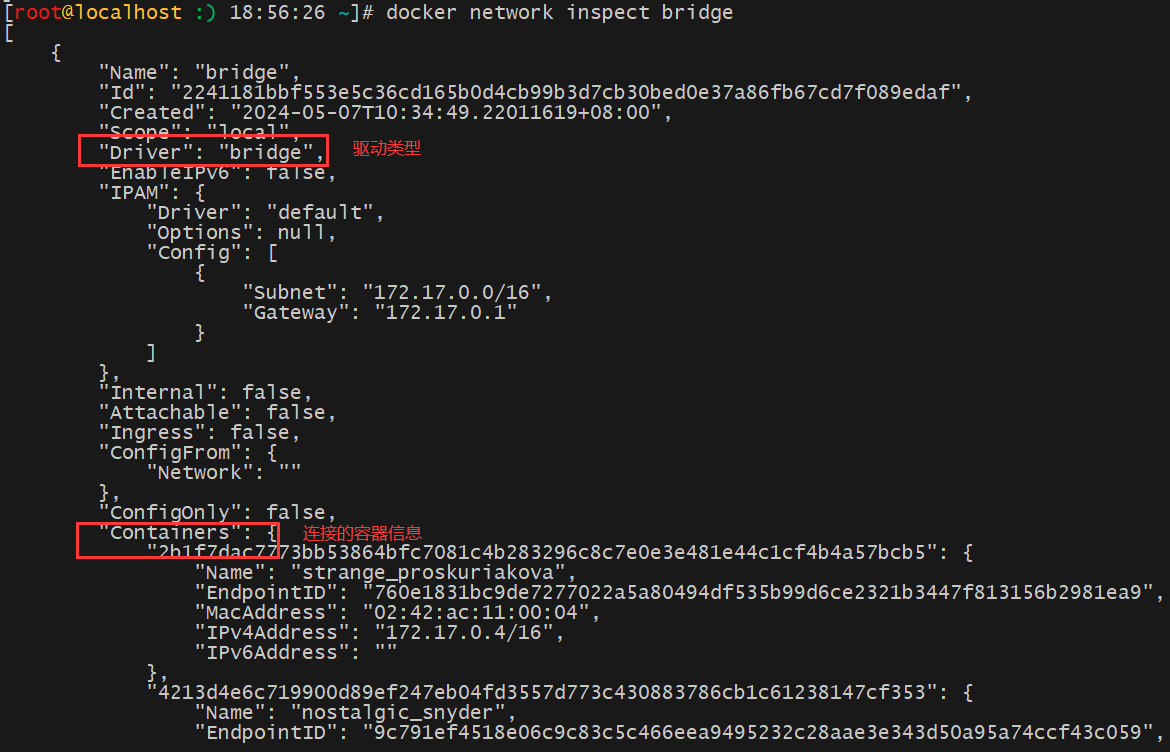 [root@localhost :) 18:56:26 ~]# docker network inspect bridge
[
    {
        "Name": "bridge",
        "Id": "2241181bbf553e5c36cd165b0d4cb99b3d7cb30bed0e37a86fb67cd7f089edaf",
        "Created": "2024-05-07T10:34:49.22011619+08:00",
        "Scope": "local",
        "Driver": "bridge", 驱动类型
        "EnableIPv6": false,
        "IPAM": {
            "Driver": "default",
            "Options": null,
            "Config": [
                {
                    "Subnet": "172.17.0.0/16",
                    "Gateway": "172.17.0.1"
                }
            ]
        },
        "Internal": false,
        "Attachable": false,
        "Ingress": false,
        "ConfigFrom": {
            "Network": ""
        },
        "ConfigOnly": false,
        "Containers": { 连接的容器信息
            "2b1f7dac7773bb53864bfc7081c4b283296c8c7e0e3e481e44c1cf4b4a57bcb5": {
                "Name": "strange_proskuriakova",
                "EndpointID": "760e1831bc9de7277022a5a80494df535b99d6ce2321b3447f813156b2981ea9",
                "MacAddress": "02:42:ac:11:00:04",
                "IPv4Address": "172.17.0.4/16",
                "IPv6Address": ""
            },
            "4213d4e6c719900d89ef247eb04fd3557d773c430883786cb1c61238147cf353": {
                "Name": "nostalgic_snyder",
                "EndpointID": "9c791ef4518e06c9c83c5c466eea9495232c28aae3e343d50a95a74ccf43c059",